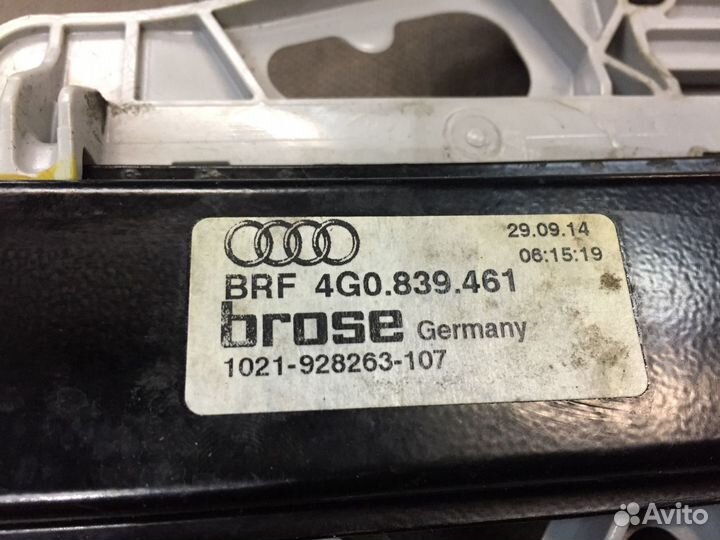 29.09.14
06:15:19
BRF 4G0.839.461
brose Germany
1021-928263-107
Avito